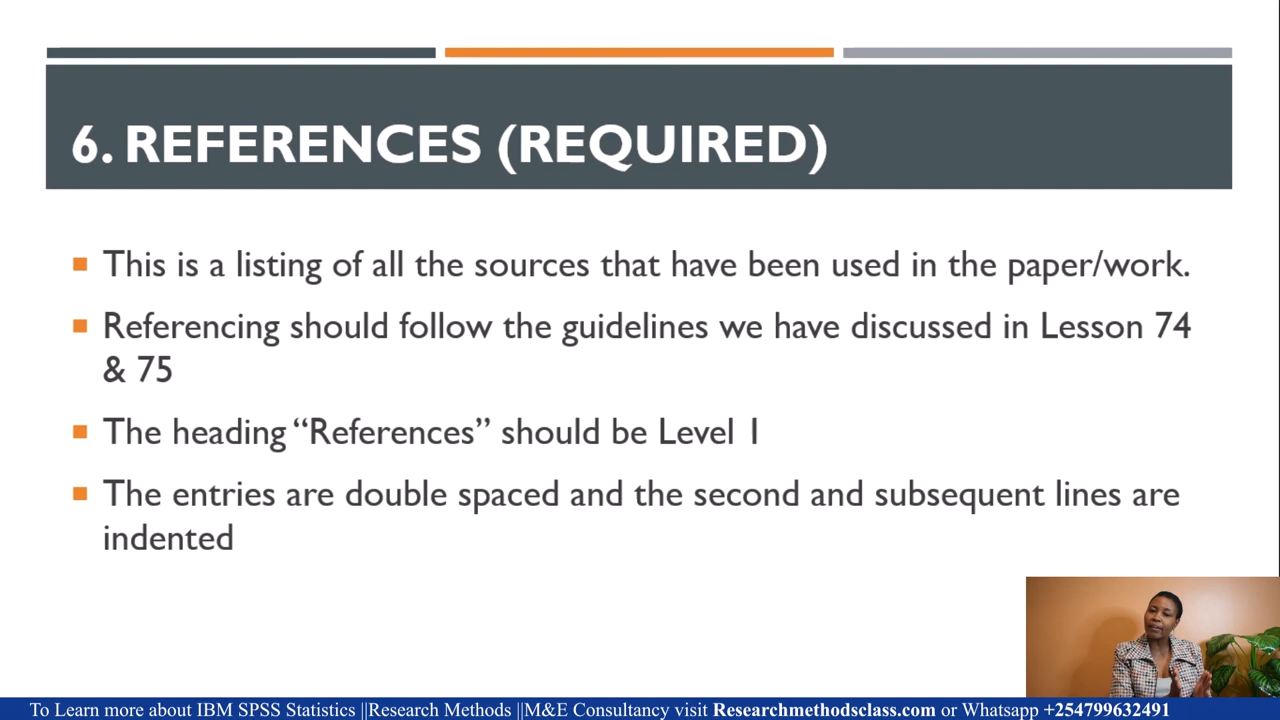 6. REFERENCES (REQUIRED)
This is a listing of all the sources that have been used in the paper/work.
Referencing should follow the guidelines we have discussed in Lesson 74
& 75
The heading “References” should be Level 1
The entries are double spaced and the second and subsequent lines are
indented
To Learn more about IBM SPSS Statistics ||Research Methods ||M&E Consultancy visit Researchmethodsclass.com or Whatsapp +254799632491